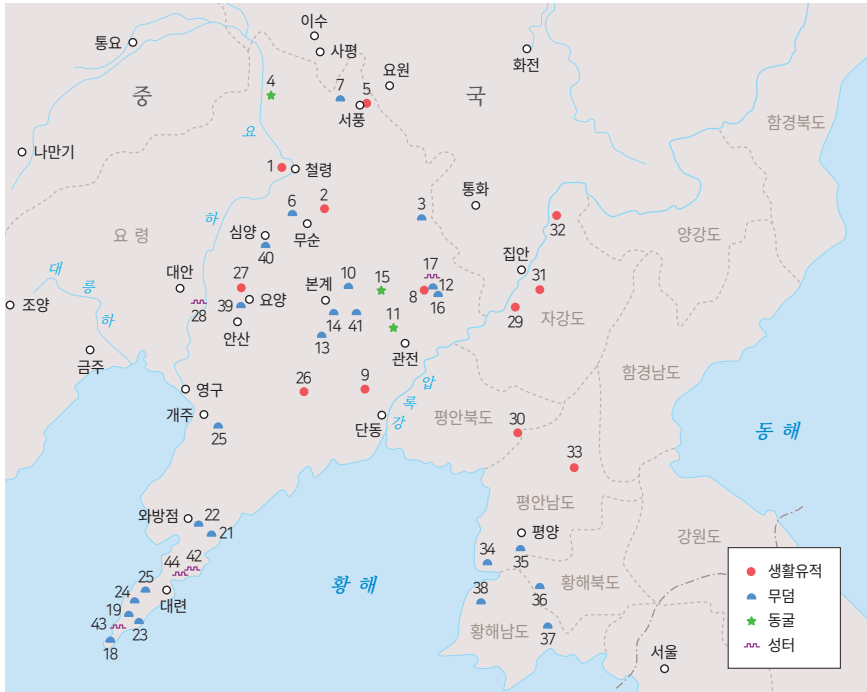 이수
통요
사평
화전
요원
4
7
5
중
국
서풍
함경북도
요
나만기
1
철령
통화
6
2
3
32
양강도
하
무순
요 령
심양
40
집안
17
대
대안
27
본계
10
15
12
31
릉
요양
8
16
조양
28
39
29
자강도
하
14
41
11
안산
13
관전
금주
함경남도
26
9
압
영구
록
평안북도
개주
강
단동
30
동 해
25
33
평안남도
와방점
22
21
평양
강원도
34
35
44
42
황 해
생활유적
25
24
대련
38
황해북도
무덤
19
36
동굴
43
23
황해남도
37
성터
18
서울